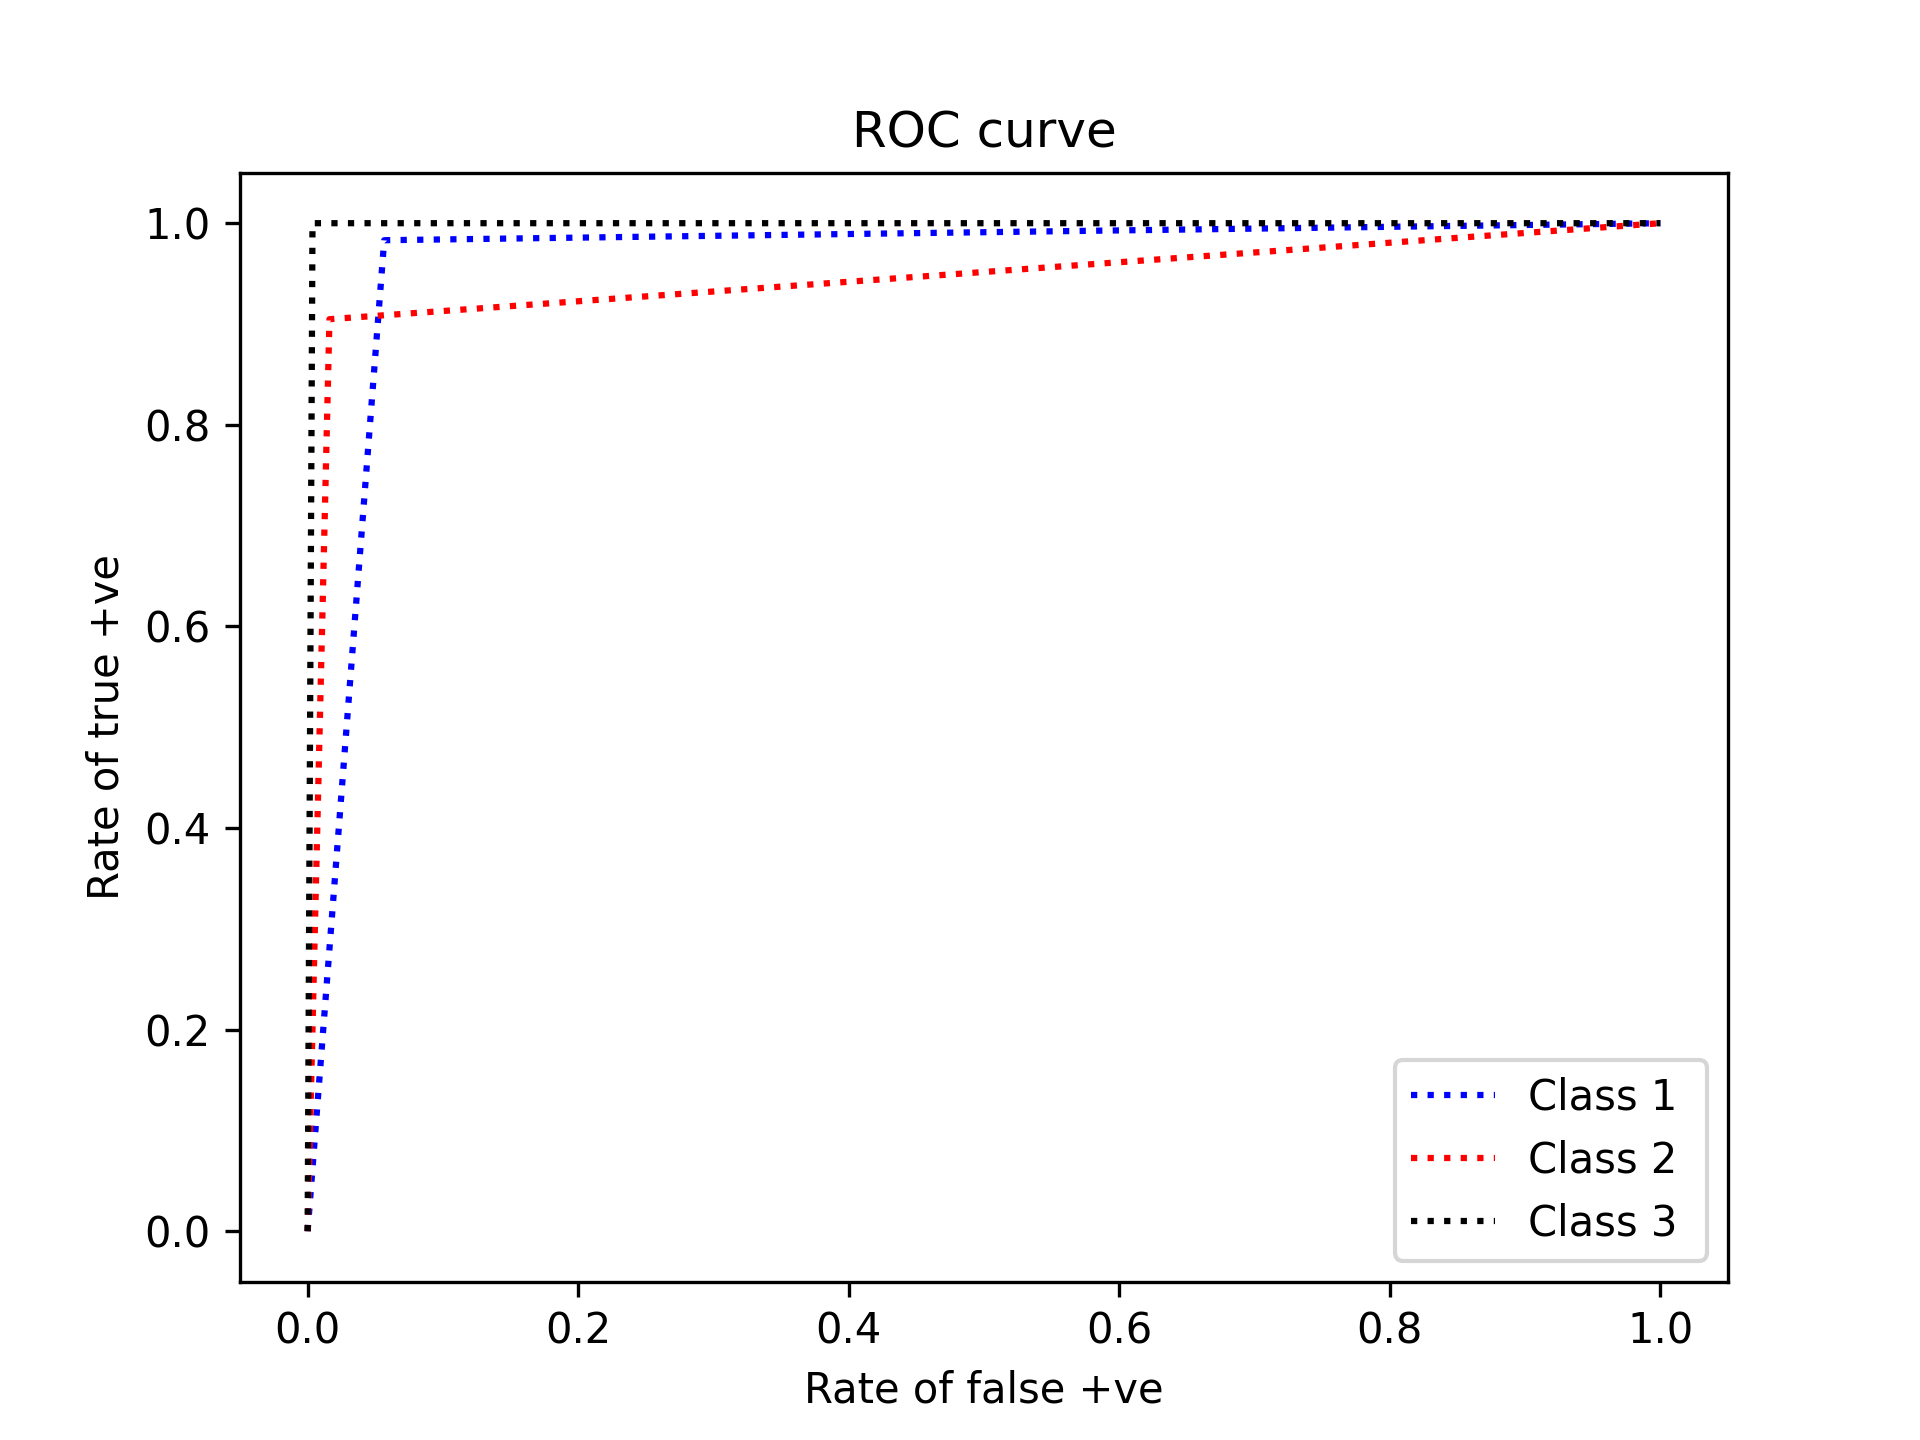 ROC curve
1.0
0.8
0.6
0.4
0.2
0.0
Rate of true +ve
Class 1
Class 2
Class 3
0.0 0.2 0.4 0.6 0.8 1.0
Rate of false +ve